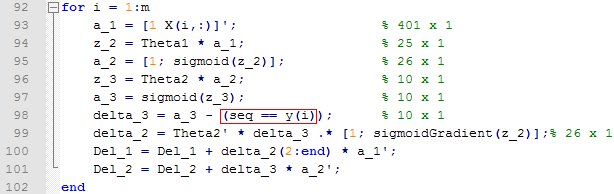 92 for i = 1:m
93 a_1 = [1 X(i,:)]'; % 401 x 1
94 z_2 = Theta1 * a_1; % 25 x 1
95 a_2 = [1; sigmoid(z_2)]; % 26 x 1
96 z_3 = Theta2 * a_2; % 10 x 1
97 a_3 = sigmoid(z_3); % 10 x 1
98 delta_3 = a_3 - (seq == y(i)); % 10 x 1
99 delta_2 = Theta2' * delta_3 .* [1; sigmoidGradient(z_2)];% 26 x 1
100 Del_1 = Del_1 + delta_2(2:end) * a_1';
101 Del_2 = Del_2 + delta_3 * a_2';
102 end